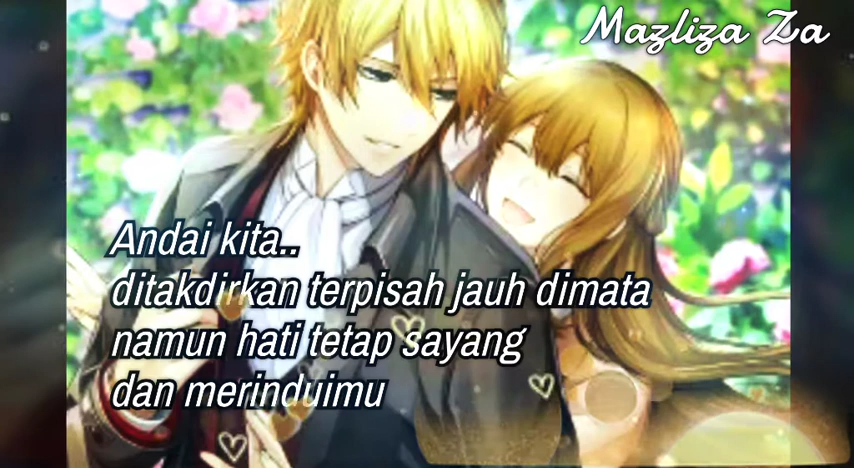 Mazliza Za
Andai kita..
ditakdirkan terpisah jauh dimata
namun hati tetap sayang
dan merinduimu